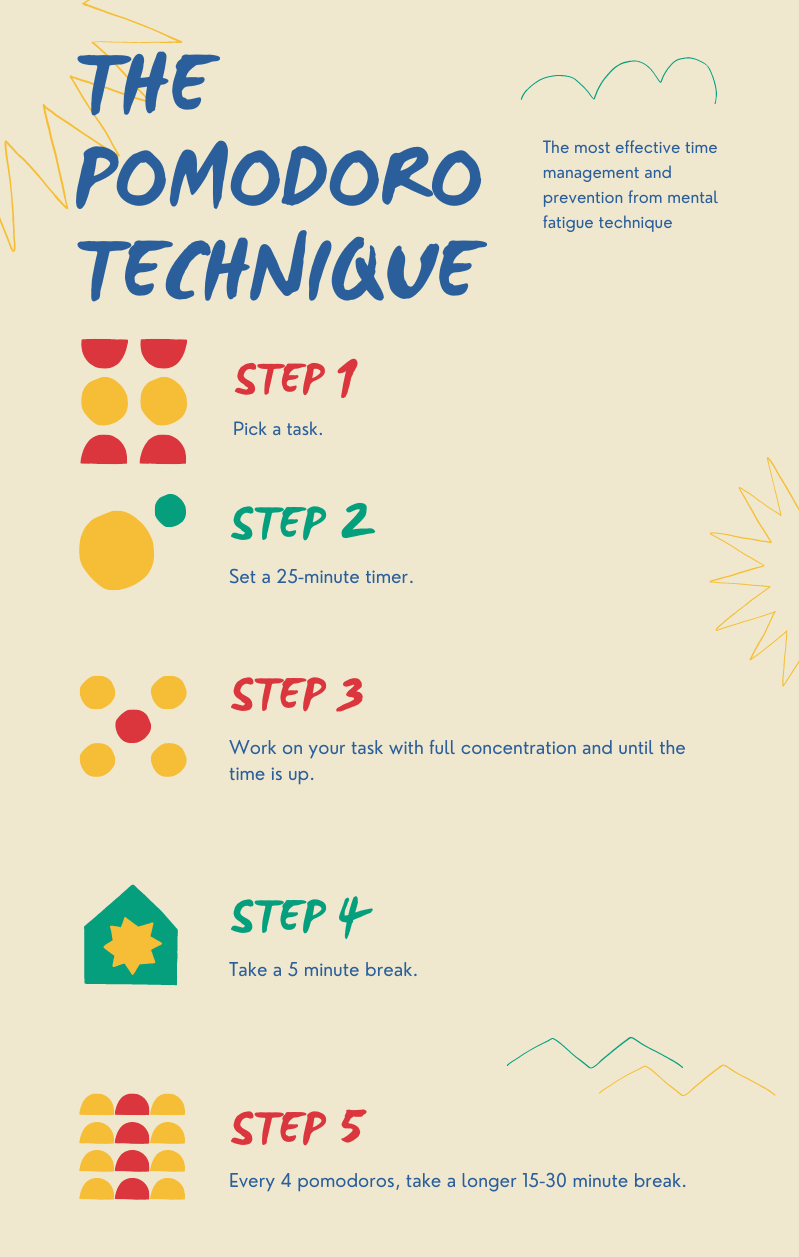 THE
POMODORO
TECHNIQUE
The most effective time
management and
prevention from mental
fatigue technique
STEP 1
Pick a task.
STEP 2
Set a 25-minute timer.
STEP 3
Work on your task with full concentration and until the
time is up.
STEP 4
Take a 5 minute break.
STEP 5
Every 4 pomodoros, take a longer 15-30 minute break.